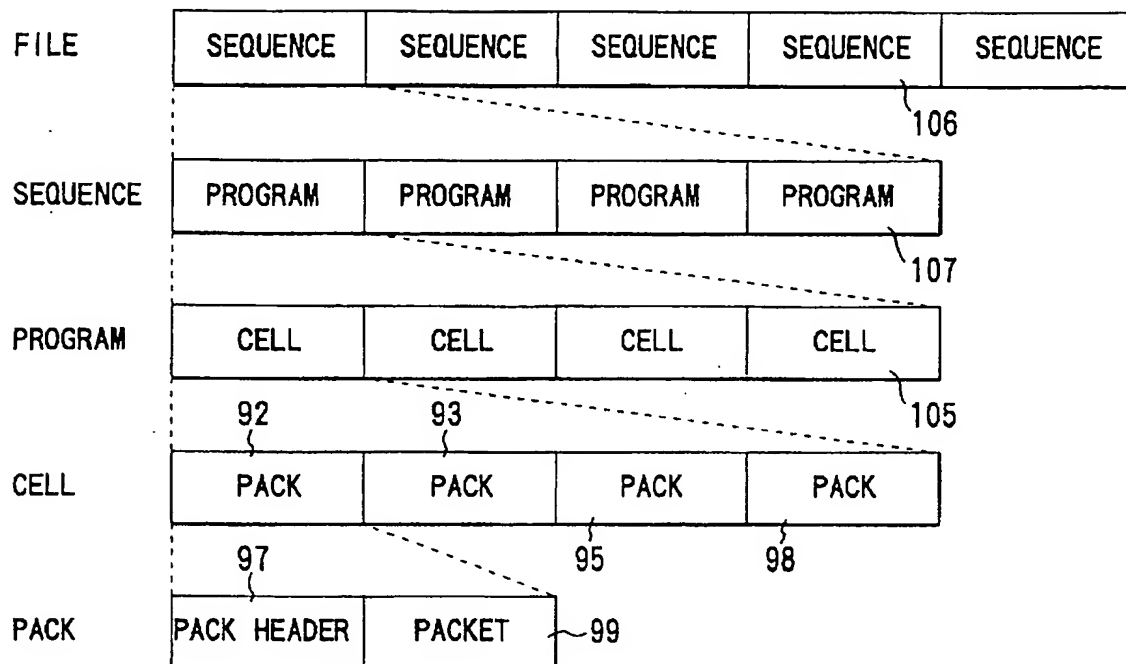 FILE SEQUENCE SEQUENCE SEQUENCE SEQUENCE SEQUENCE
106
SEQUENCE PROGRAM PROGRAM PROGRAM PROGRAM
107
PROGRAM CELL CELL CELL CELL
92 93 105
CELL PACK PACK PACK PACK
97 95 98
PACK PACK HEADER PACKET 99